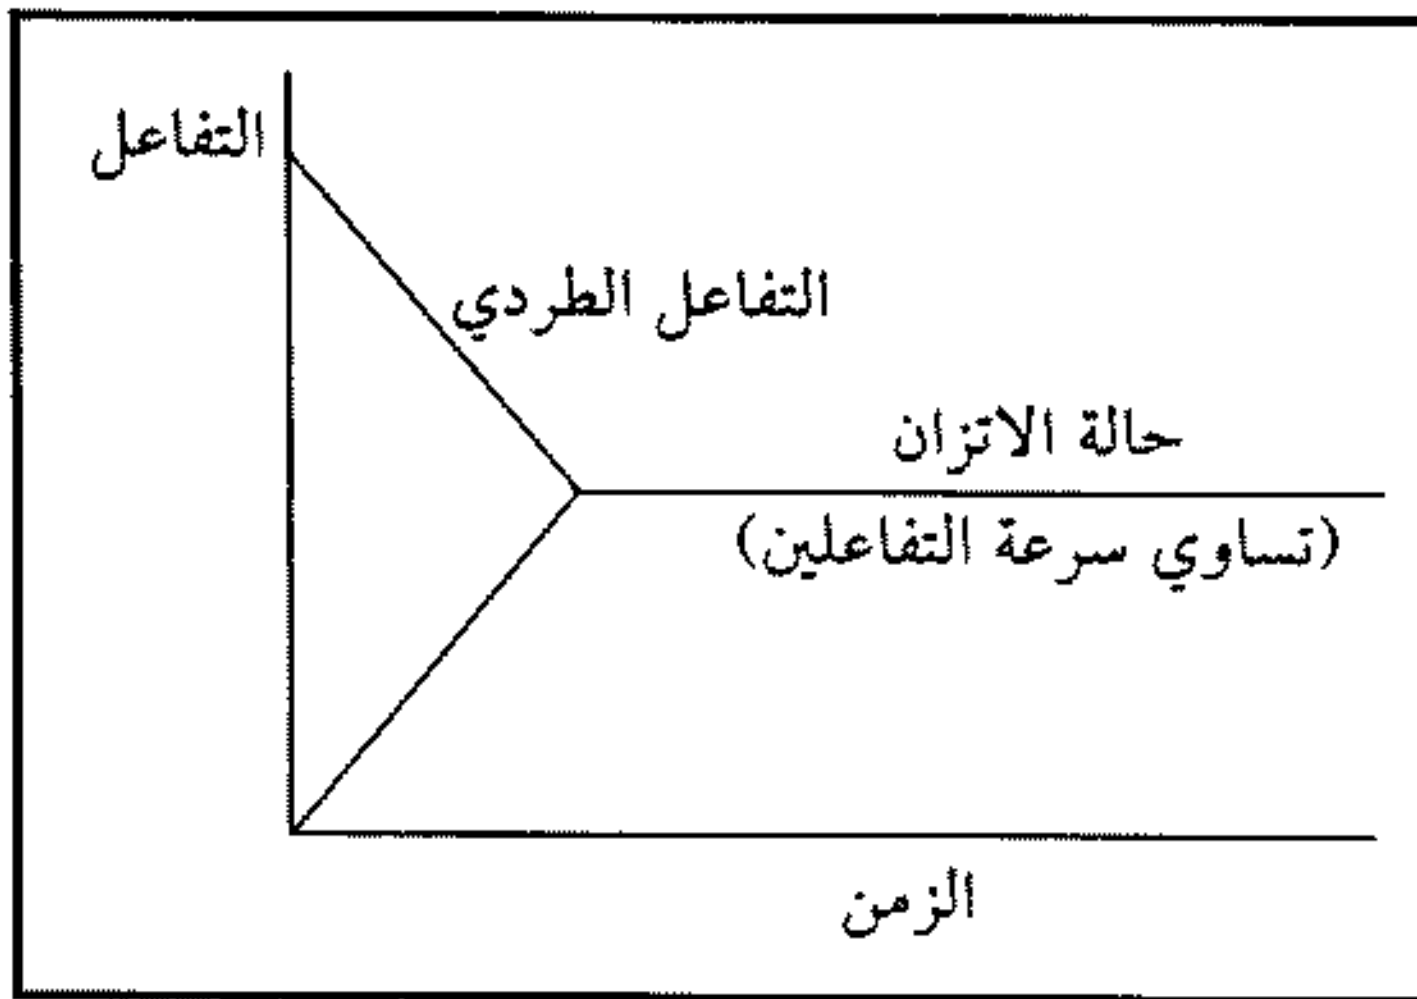 التفاعل
التفاعل الطردي
حالة الاتزان
(تساوي سرعة التفاعلين)
الزمن